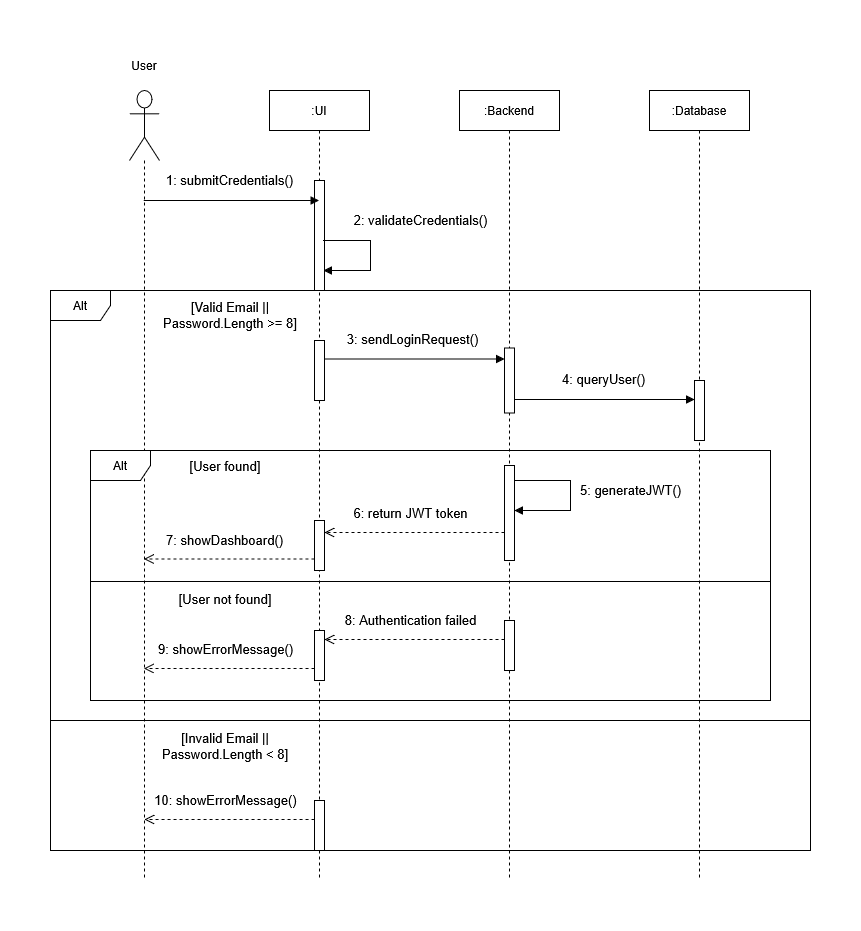 User
:UI
:Backend
:Database
1: submitCredentials()
2: validateCredentials()
Alt
[Valid Email ||
Password.Length >= 8]
3: sendLoginRequest()
4: queryUser()
Alt
[User found]
5: generateJWT()
6: return JWT token
7: showDashboard()
[User not found]
8: Authentication failed
9: showErrorMessage()
[Invalid Email ||
Password.Length < 8]
10: showErrorMessage()